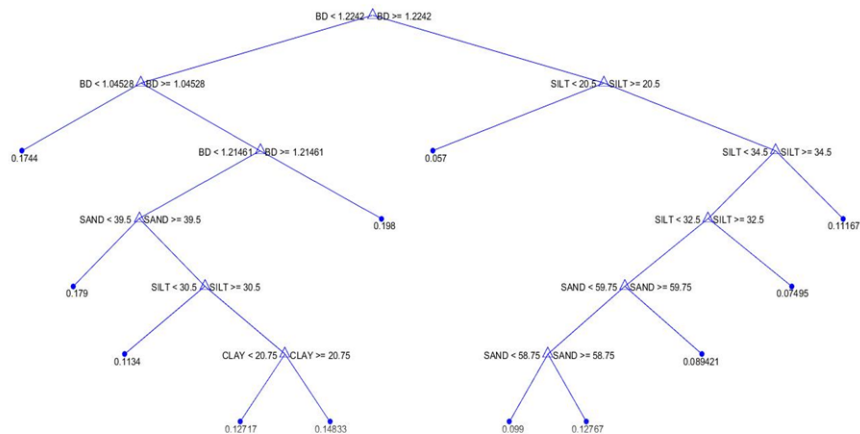 BD < 1.2242 BD >= 1.2242
BD < 1.04528 BD >= 1.04528
SILT < 20.5 SILT >= 20.5
0.1744
BD < 1.21461 BD >= 1.21461
0.057
SILT < 34.5 SILT >= 34.5
SAND < 39.5 SAND >= 39.5
0.198
SILT < 32.5 SILT >= 32.5
0.11167
0.179
SILT < 30.5 SILT >= 30.5
SAND < 59.75 SAND >= 59.75
0.07495
0.1134
CLAY < 20.75 CLAY >= 20.75
SAND < 58.75 SAND >= 58.75
0.089421
0.12717
0.14833
0.099
0.12767